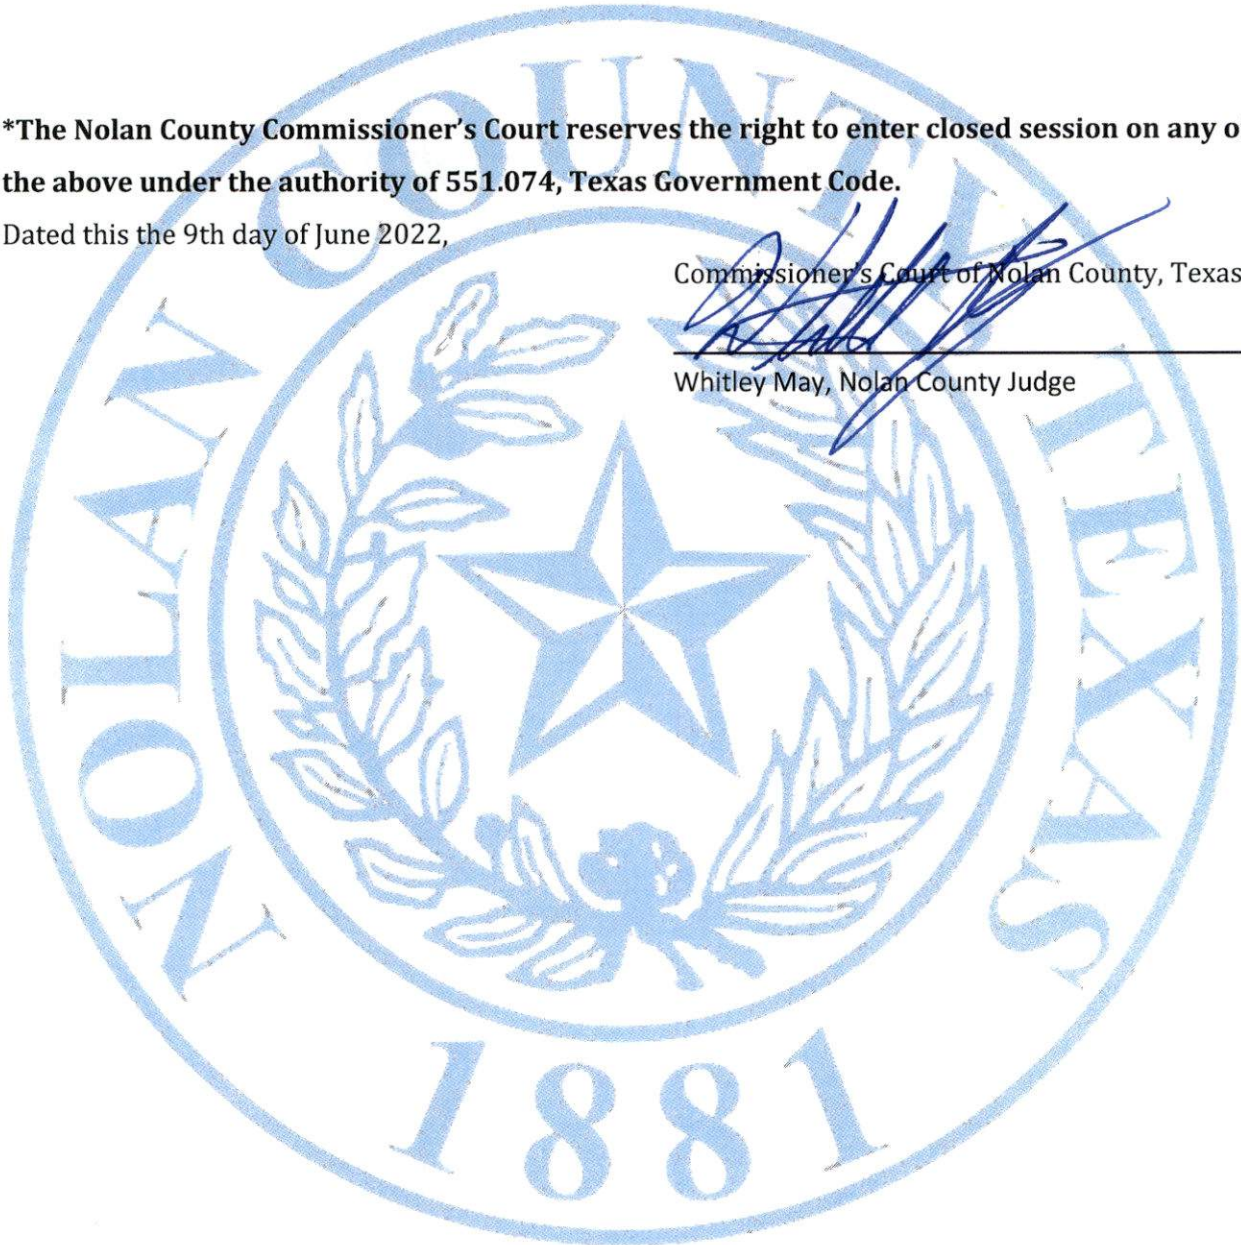 *The Nolan County Commissioner's Court reserves the right to enter closed session on any o
the above under the authority of 551.074, Texas Government Code.
Dated this the 9th day of June 2022,
Commissioner's Court of Nolan County, Texas
Whitley May, Nolan County Judge
NOLAN COUNTY TEXAS
1881